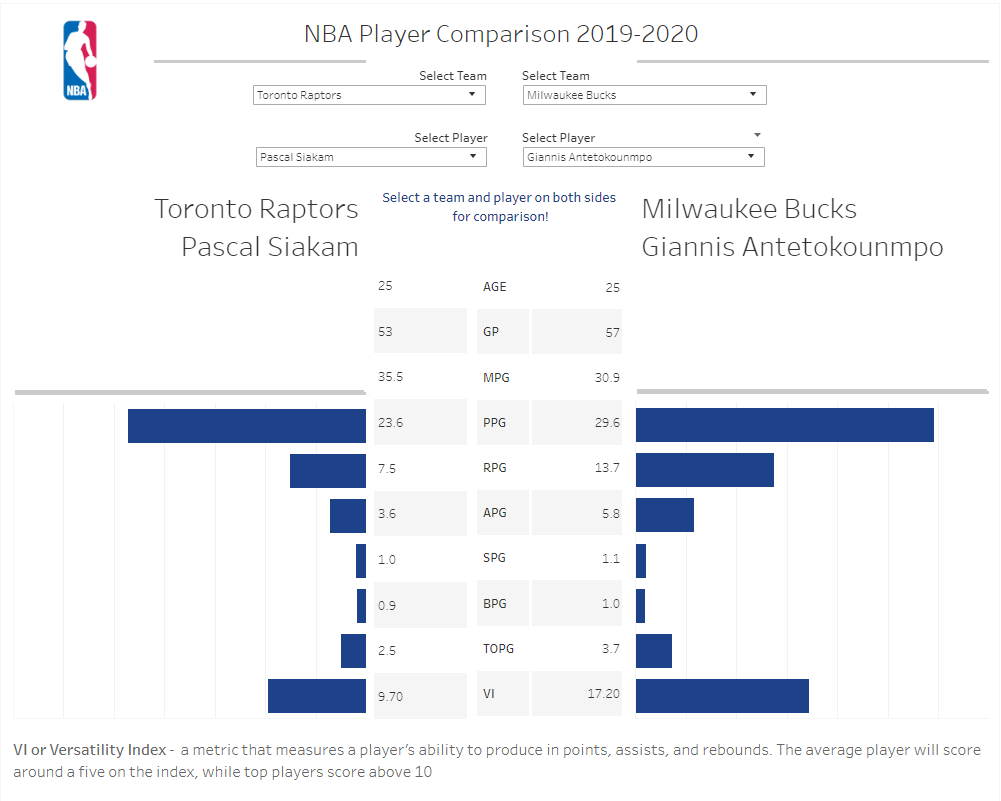 NBA Player Comparison 2019-2020
NBA
Select Team
Select Team
Toronto Raptors
Milwaukee Bucks
Select Player
Select Player
Pascal Siakam
Giannis Antetokounmpo
Toronto Raptors
Pascal Siakam
Select a team and player on both sides
for comparison!
Milwaukee Bucks
Giannis Antetokounmpo
25 AGE 25
53 GP 57
35.5 MPG 30.9
23.6 PPG 29.6
7.5 RPG 13.7
3.6 APG 5.8
1.0 SPG 1.1
0.9 BPG 1.0
2.5 TOPG 3.7
9.70 VI 17.20
VI or Versatility Index - a metric that measures a player’s ability to produce in points, assists, and rebounds. The average player will score
around a five on the index, while top players score above 10